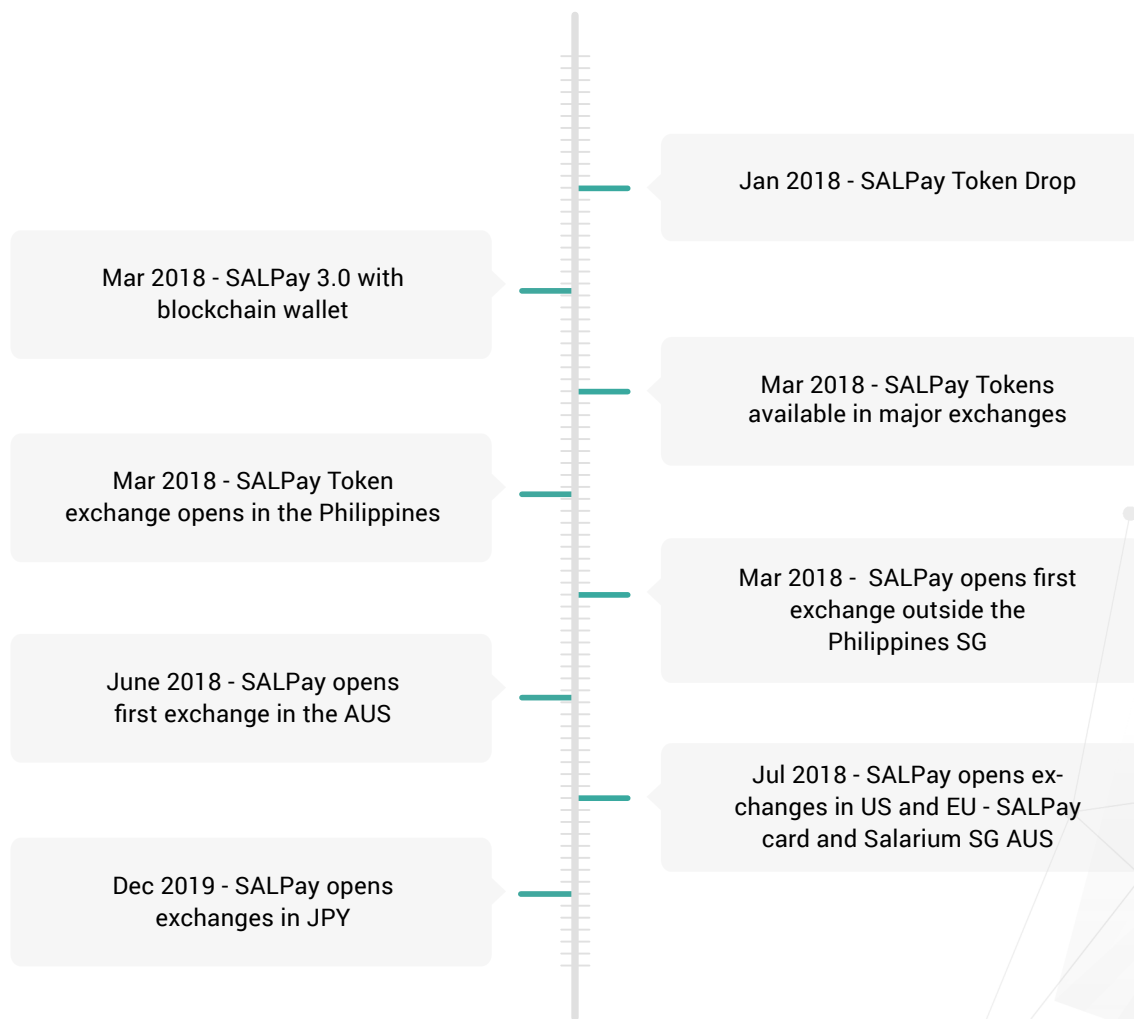 Jan 2018 - SALPay Token Drop
Mar 2018 - SALPay 3.0 with
blockchain wallet
Mar 2018 - SALPay Tokens
available in major exchanges
Mar 2018 - SALPay Token
exchange opens in the Philippines
Mar 2018 -  SALPay opens first
exchange outside the
Philippines SG
June 2018 - SALPay opens
first exchange in the AUS
Jul 2018 - SALPay opens ex-
changes in US and EU - SALPay
card and Salarium SG AUS
Dec 2019 - SALPay opens
exchanges in JPY